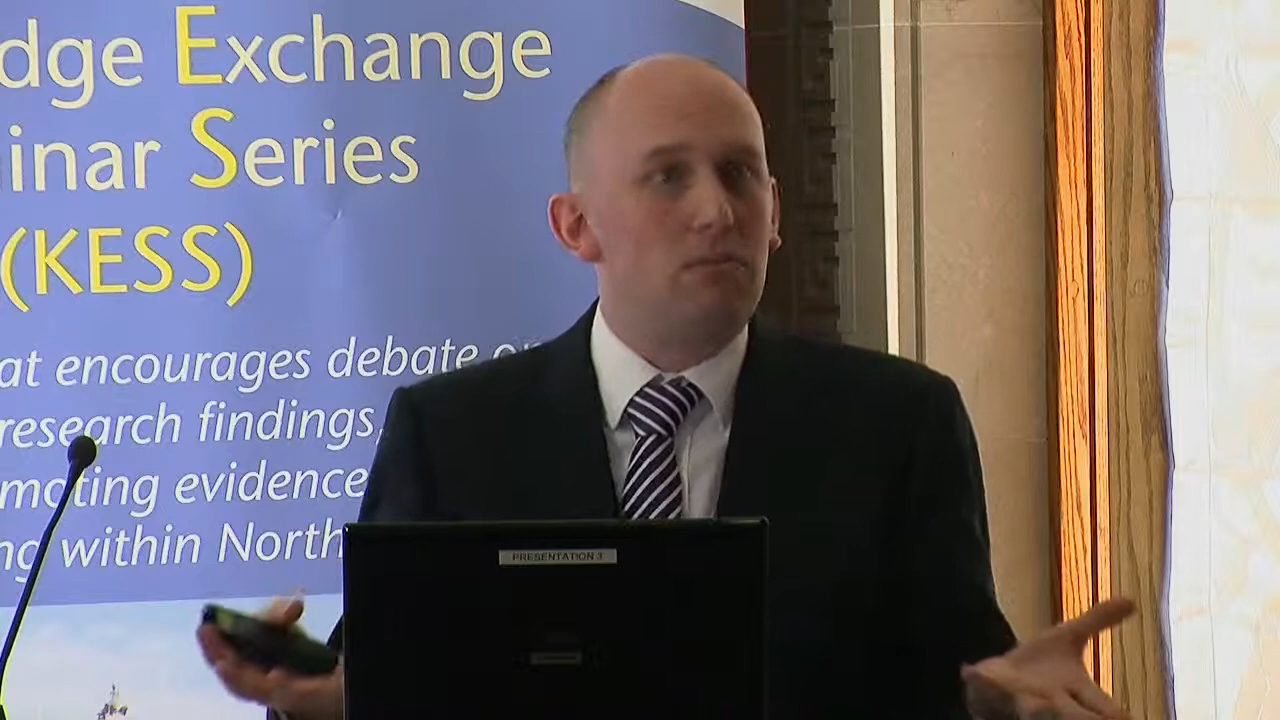 dge Exchange
inar Series
(KESS)
at encourages debate
research findings,
moting evidence
ng within North
PRESENTATION 3